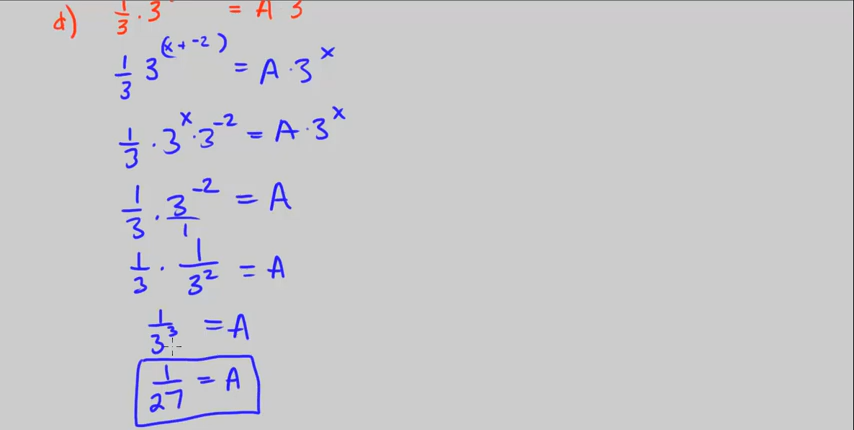 d) 1/3 · 3 = A 3
1/3 3^(x + -2) = A · 3^x
1/3 · 3^x · 3^-2 = A · 3^x
1/3 · 3^-2/1 = A
1/3 · 1/3^2 = A
1/3^3 = A
1/27 = A